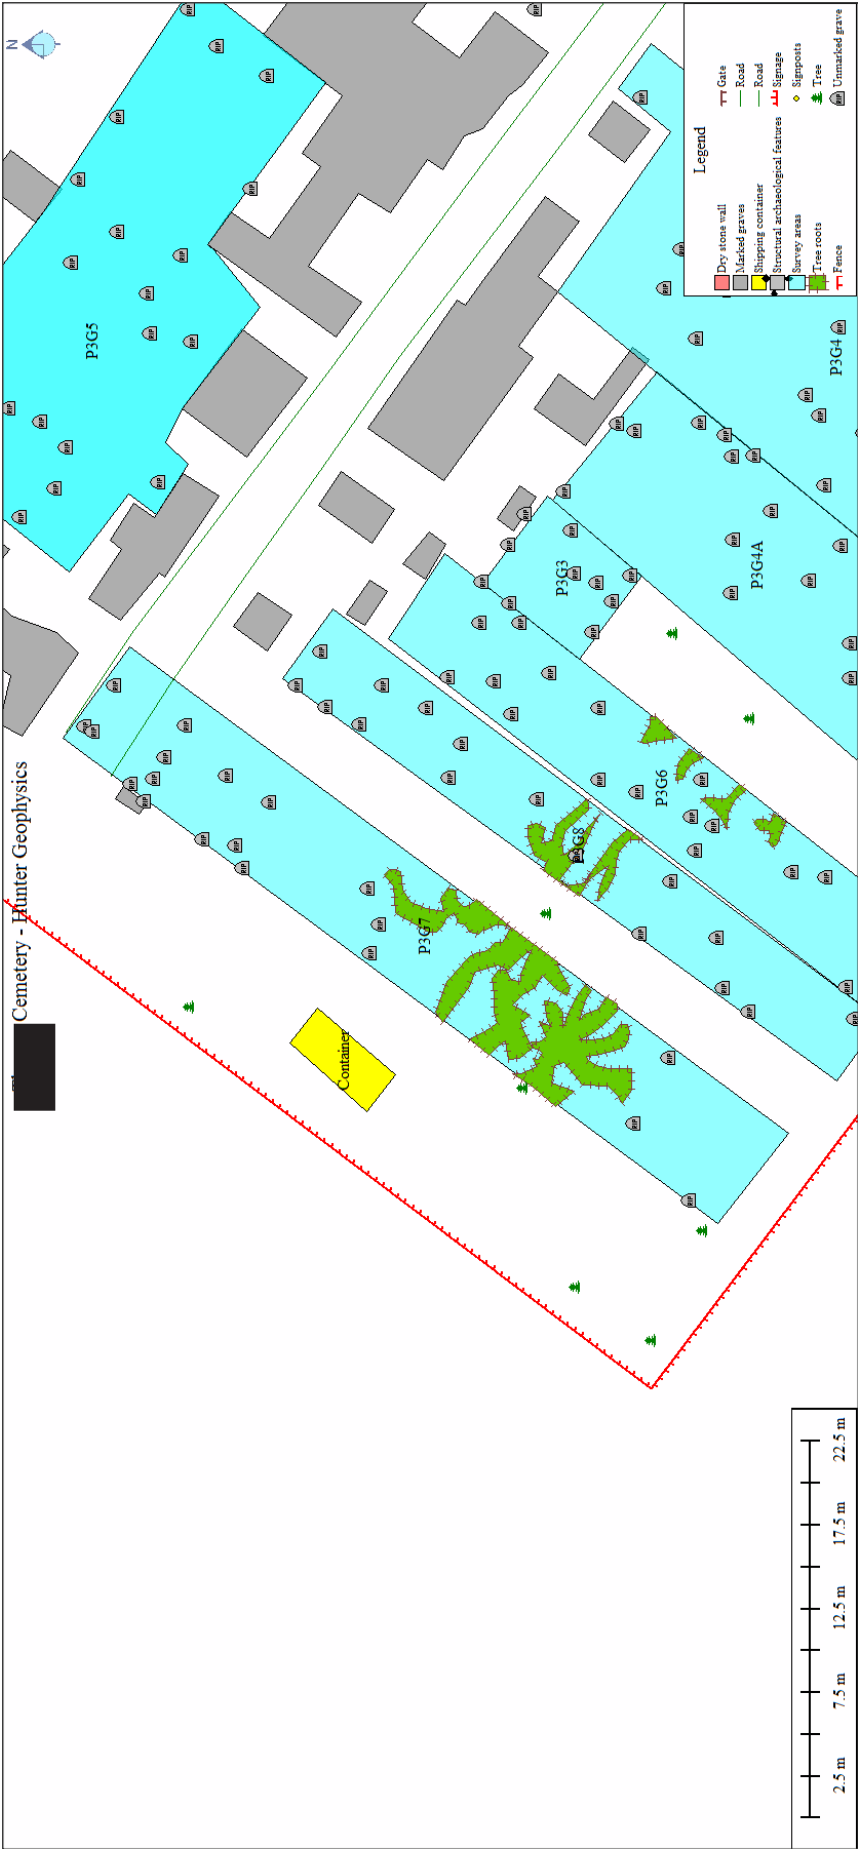 N
Cemetery - Hunter Geophysics
Legend
Dry stone wall
Marked graves
Shipping container
Structural archaeological features
Survey areas
Tree roots
Fence
Gate
Road
Road
Signage
Signposts
Tree
RIP Unmarked grave
P3G5
P3G4
P3G4A
P3G3
P3G6
P3G8
P3G7
Container
2.5 m 7.5 m 12.5 m 17.5 m 22.5 m